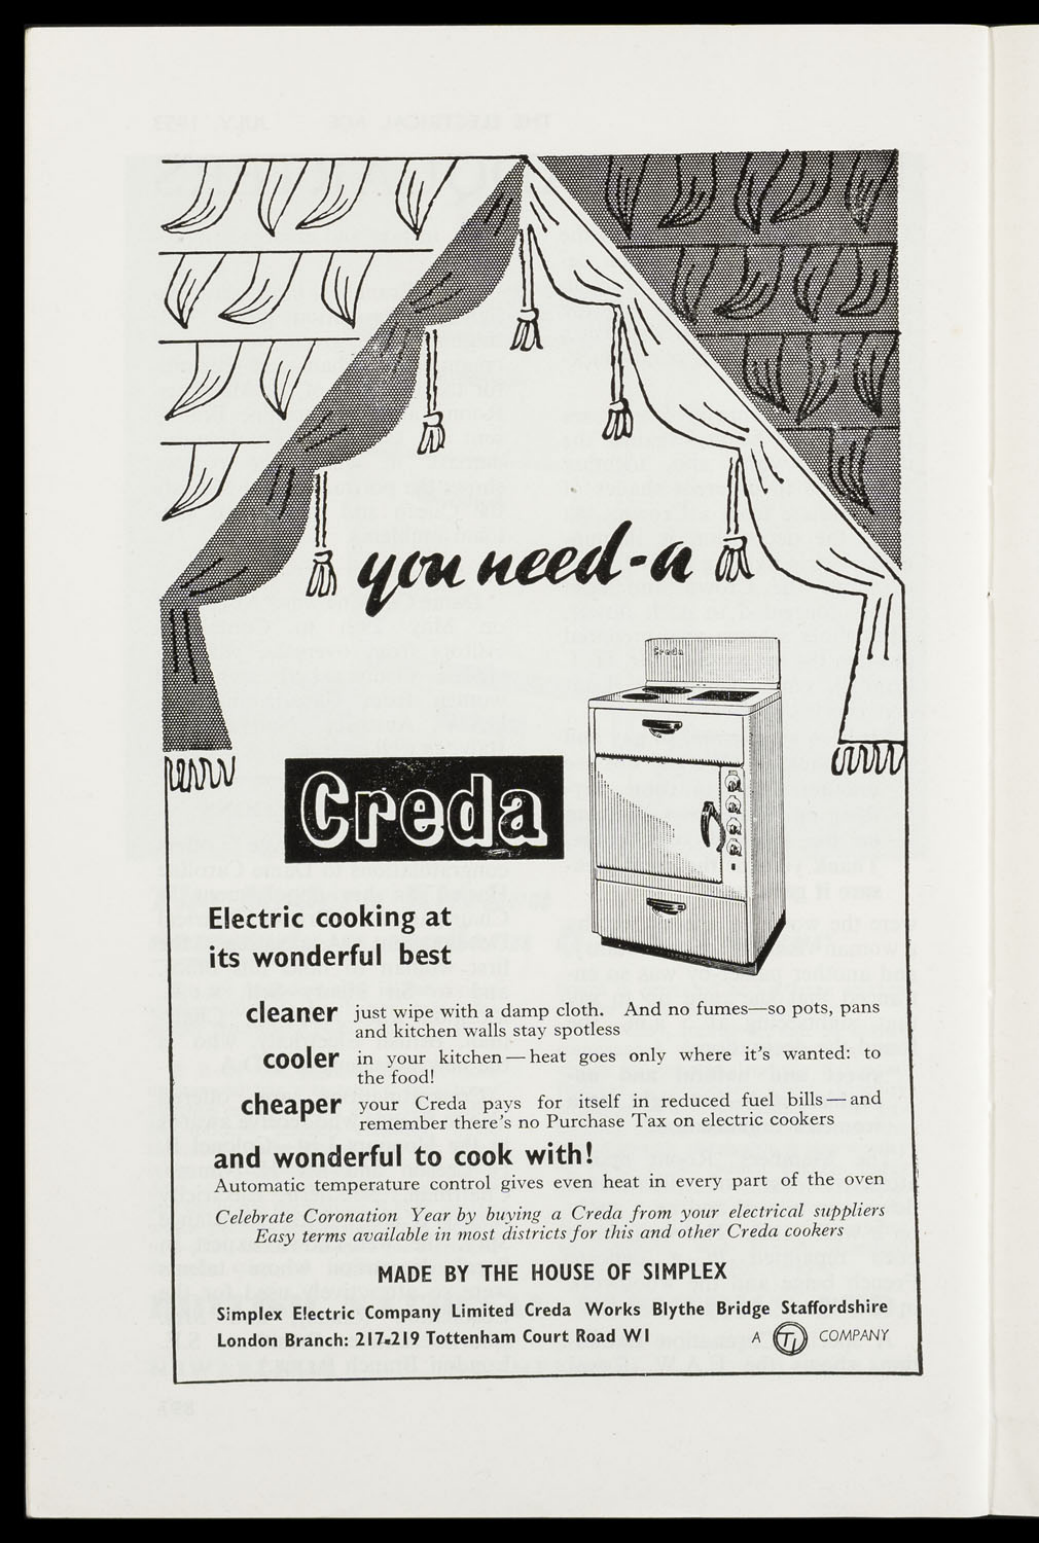 THE ELECTRICAL AGE JULY, 1953
you need-a
Creda
Creda
Electric cooking at
its wonderful best
cleaner just wipe with a damp cloth. And no fumes—so pots, pans
and kitchen walls stay spotless
cooler in your kitchen—heat goes only where it's wanted: to
the food!
cheaper your Creda pays for itself in reduced fuel bills—and
remember there's no Purchase Tax on electric cookers
and wonderful to cook with!
Automatic temperature control gives even heat in every part of the oven
Celebrate Coronation Year by buying a Creda from your electrical suppliers
Easy terms available in most districts for this and other Creda cookers
MADE BY THE HOUSE OF SIMPLEX
Simplex Electric Company Limited Creda Works Blythe Bridge Staffordshire
London Branch: 217-219 Tottenham Court Road W1
A TI COMPANY